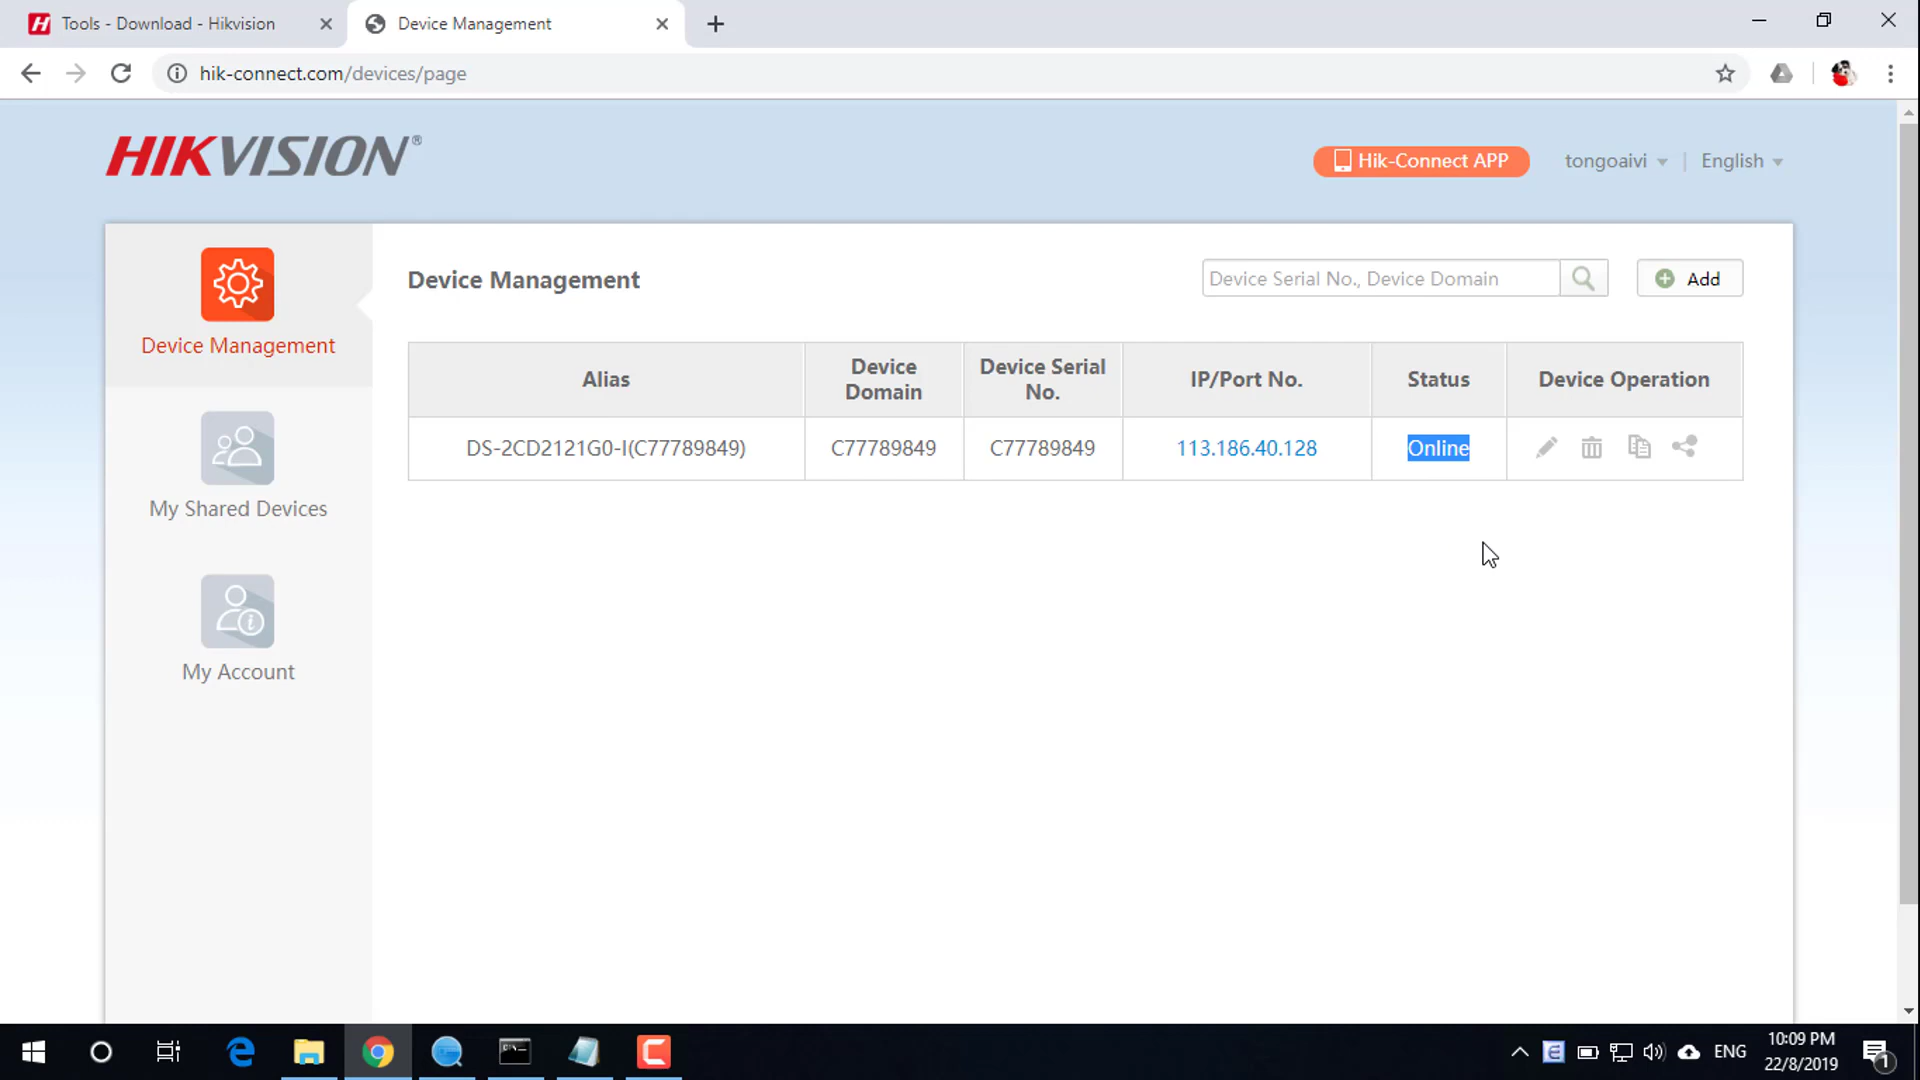 Tools - Download - Hikvision
Device Management
hik-connect.com/devices/page
HIKVISION®
Hik-Connect APP
tongoaivi
English
Device Management
My Shared Devices
My Account
Device Management
Device Serial No., Device Domain
Add
Alias
Device Domain
Device Serial No.
IP/Port No.
Status
Device Operation
DS-2CD2121G0-I(C77789849)
C77789849
C77789849
113.186.40.128
Online
ENG
10:09 PM
22/8/2019
1